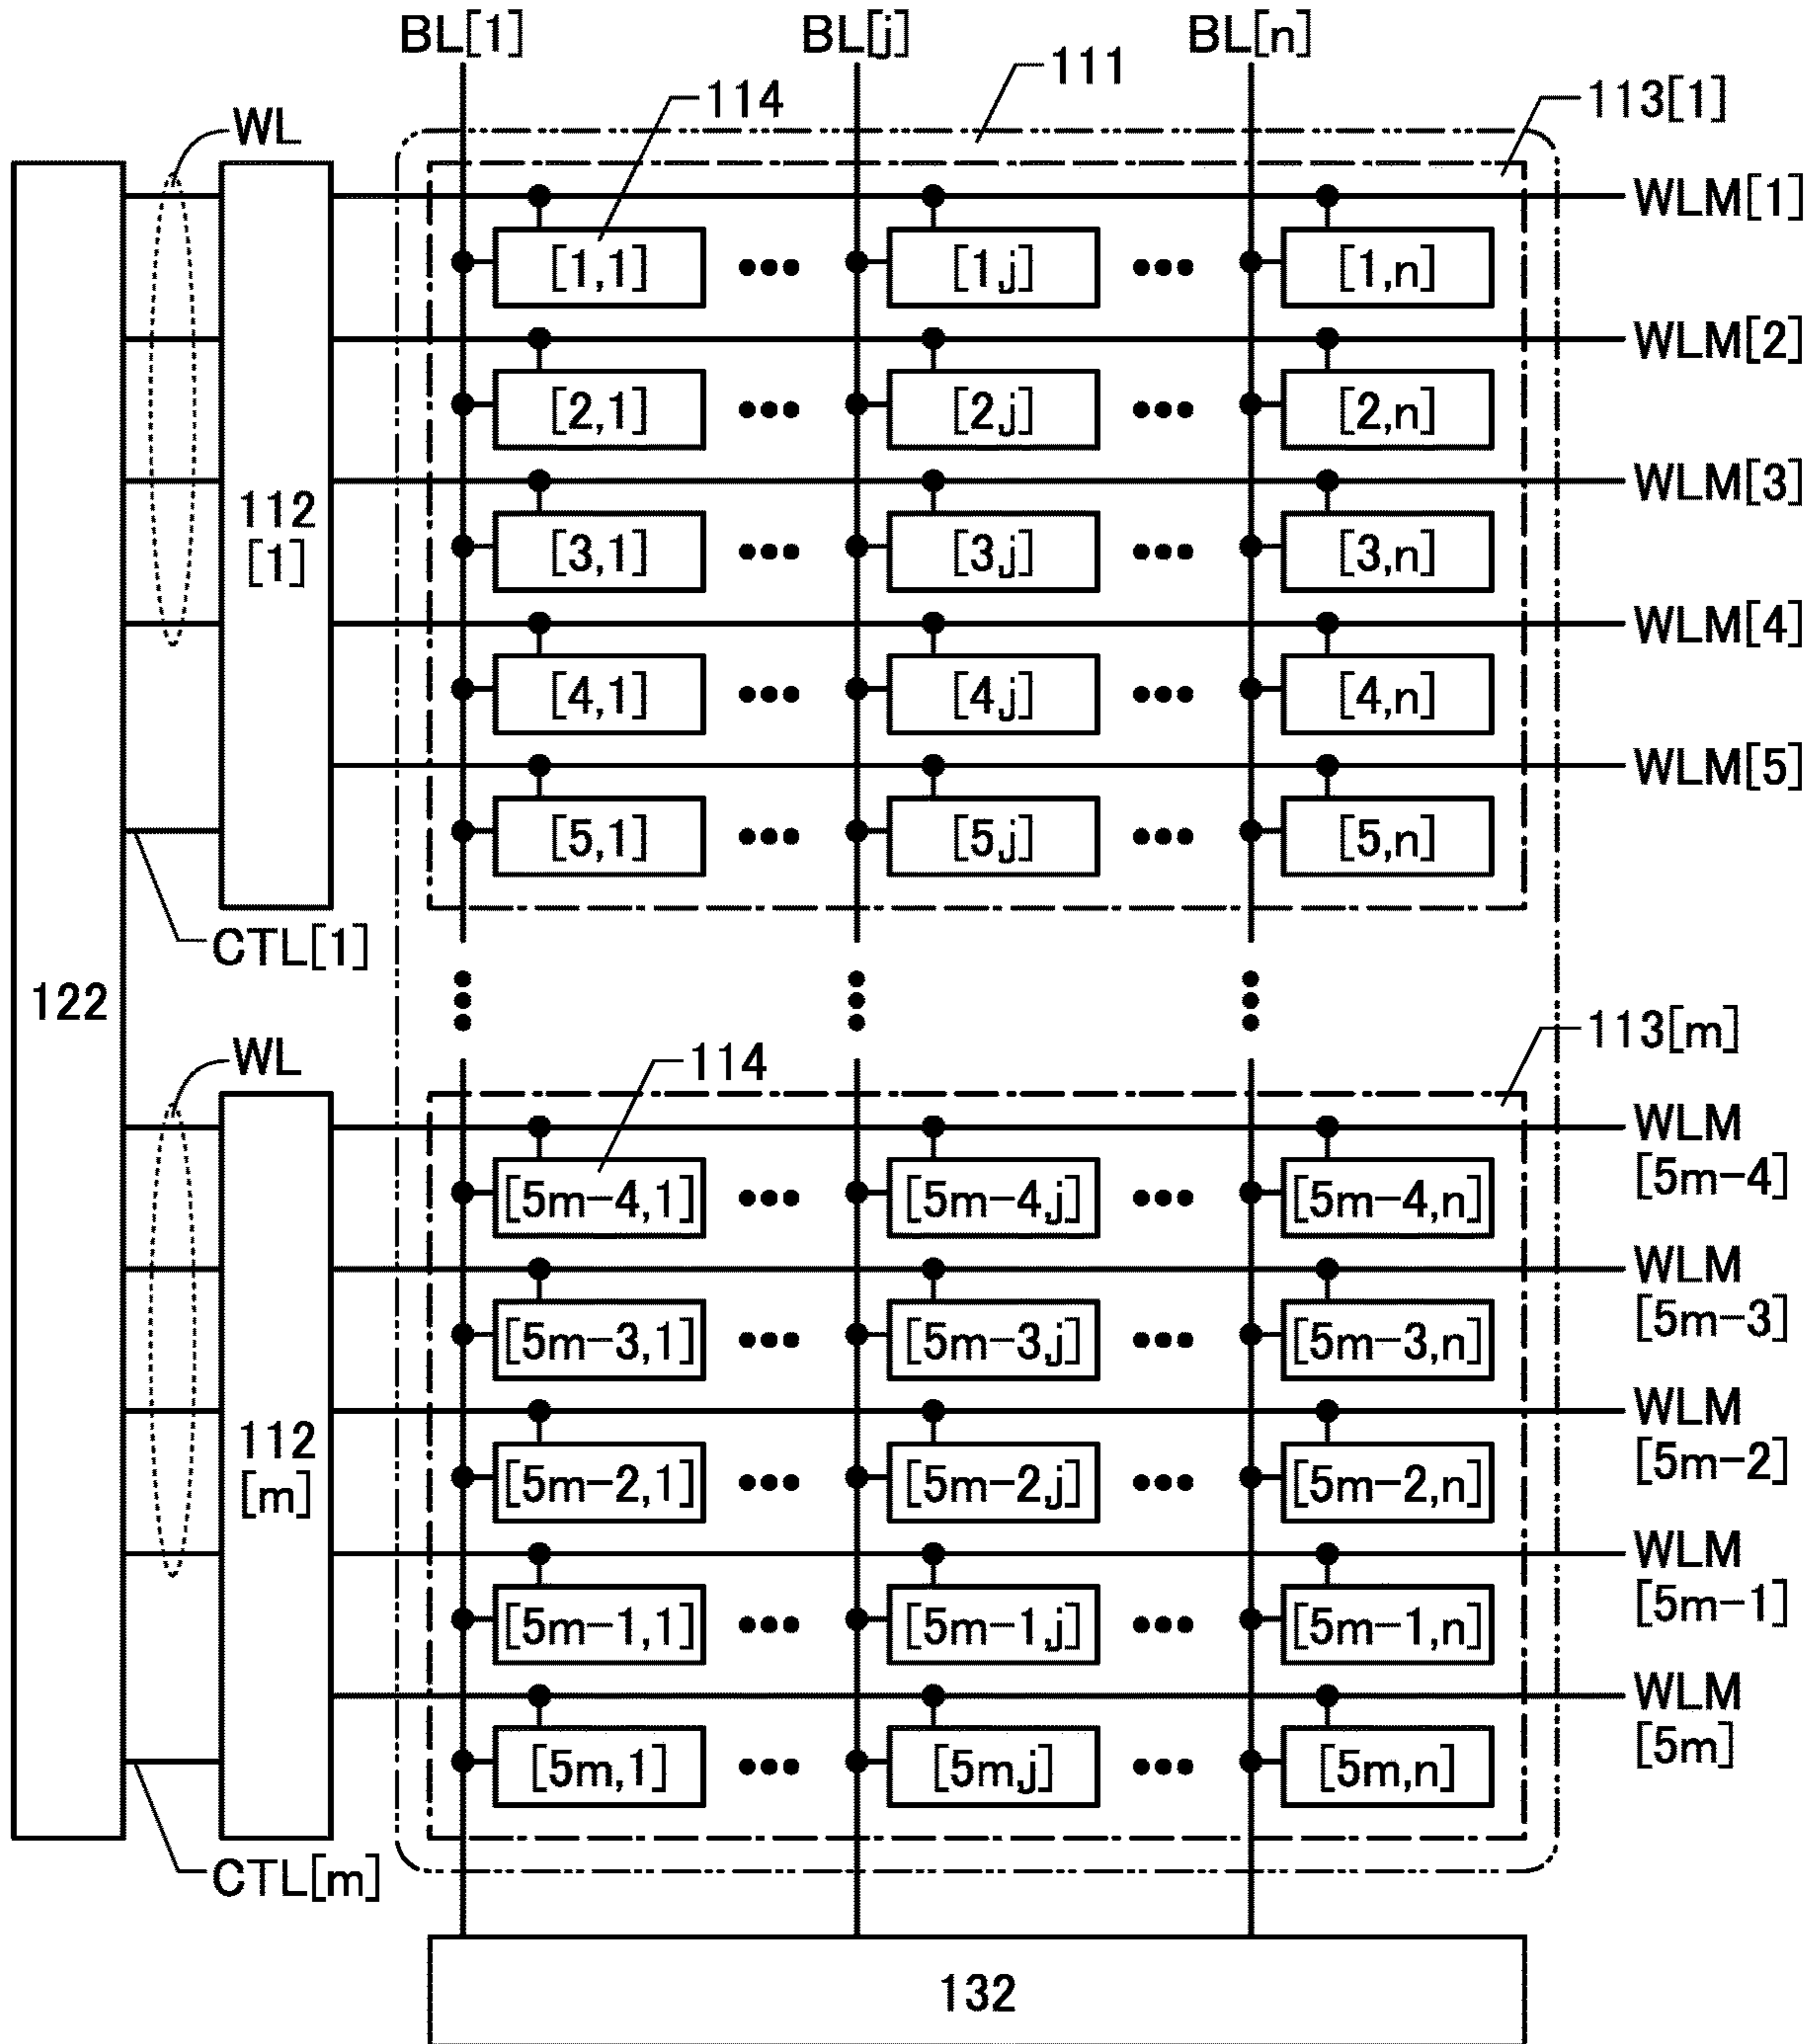 BL[1] BL[j] BL[n]
111
114 113[1]
WL
WLM[1]
[1,1] [1,j] [1,n]
WLM[2]
[2,1] [2,j] [2,n]
WLM[3]
112
[1]
[3,1] [3,j] [3,n]
WLM[4]
[4,1] [4,j] [4,n]
WLM[5]
[5,1] [5,j] [5,n]
CTL[1]
122
113[m]
WL 114
WLM
[5m-4]
[5m-4,1] [5m-4,j] [5m-4,n]
WLM
[5m-3]
[5m-3,1] [5m-3,j] [5m-3,n]
WLM
[5m-2]
112
[m]
[5m-2,1] [5m-2,j] [5m-2,n]
WLM
[5m-1]
[5m-1,1] [5m-1,j] [5m-1,n]
WLM
[5m]
[5m,1] [5m,j] [5m,n]
CTL[m]
132